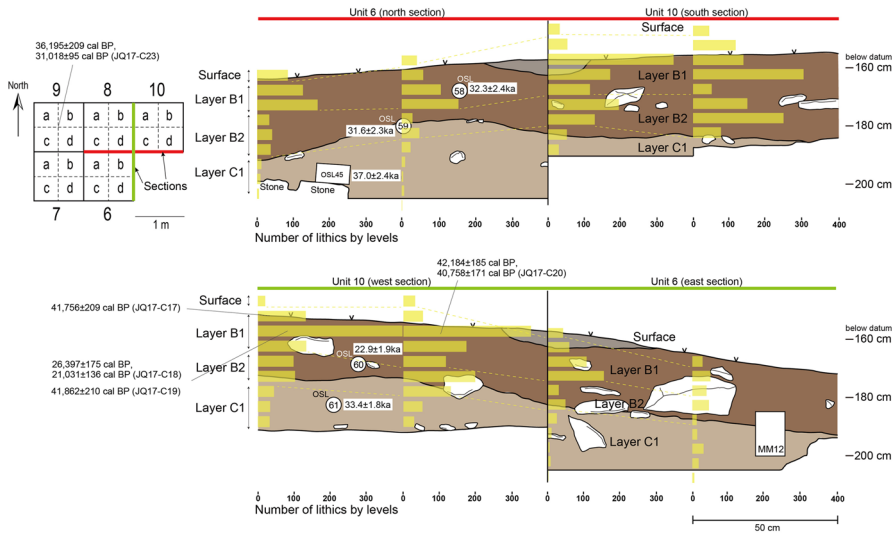 Unit 6 (north section)
Unit 10 (south section)
36,195±209 cal BP,
31,018±95 cal BP (JQ17-C23)
North
9 8 10
a b a b a b
c d c d c d
a b a b
c d c d
7 6
Sections
1 m
Surface
Layer B1
Layer B2
Layer C1
OSL
58
32.3±2.4ka
OSL
59
31.6±2.3ka
OSL45
37.0±2.4ka
Stone
Stone
Layer B1
Layer B2
Layer C1
below datum
−160 cm
−180 cm
−200 cm
0 100 200 300 0 100 200 300 0 100 200 300 0 100 200 300 400
Number of lithics by levels
42,184±185 cal BP,
40,758±171 cal BP (JQ17-C20)
Unit 10 (west section)
Unit 6 (east section)
41,756±209 cal BP (JQ17-C17)
26,397±175 cal BP,
21,031±136 cal BP (JQ17-C18)
41,862±210 cal BP (JQ17-C19)
Surface
Layer B1
Layer B2
Layer C1
22.9±1.9ka
OSL
60
OSL
61
33.4±1.8ka
Surface
Layer B1
Layer B2
Layer C1
MM12
below datum
−160 cm
−180 cm
−200 cm
0 100 200 300 0 100 200 300 0 100 200 300 0 100 200 300 400
Number of lithics by levels
50 cm